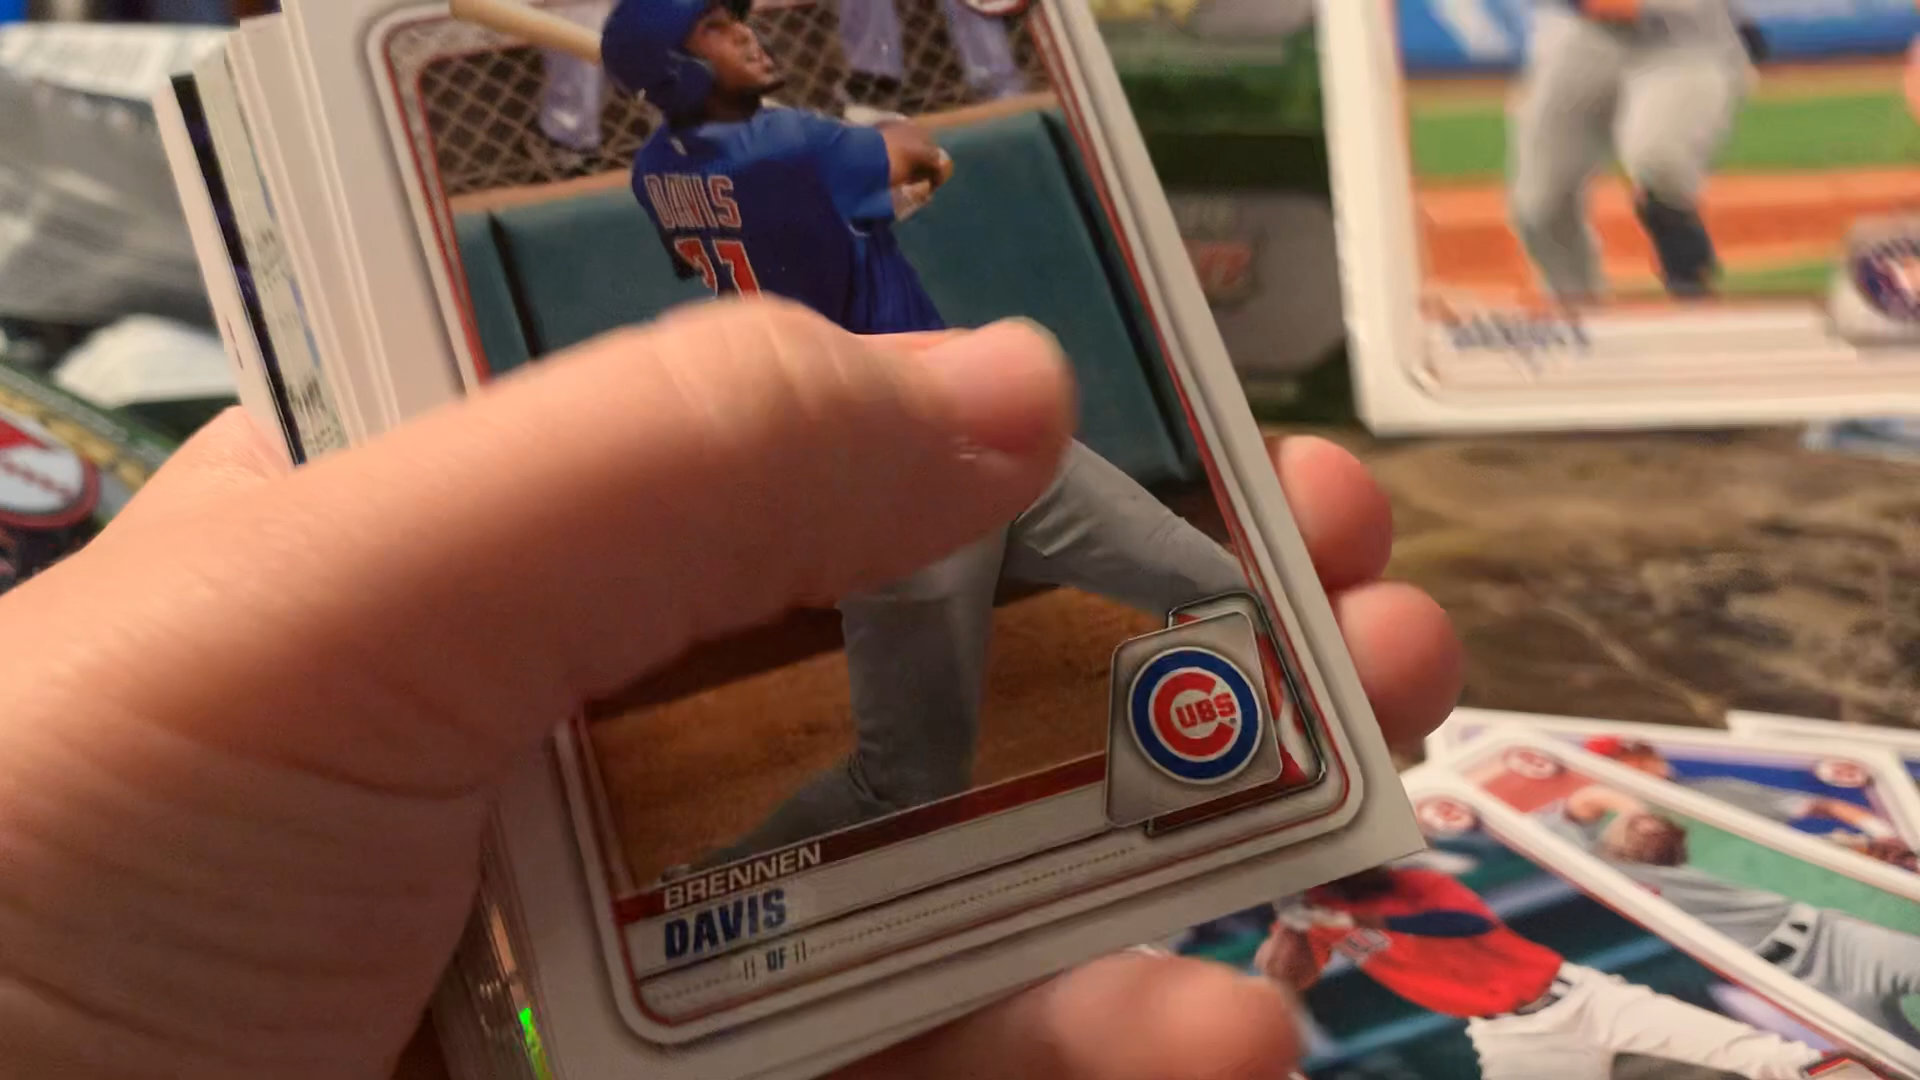 DAVIS
CUBS
BRENNEN
DAVIS
|| OF ||